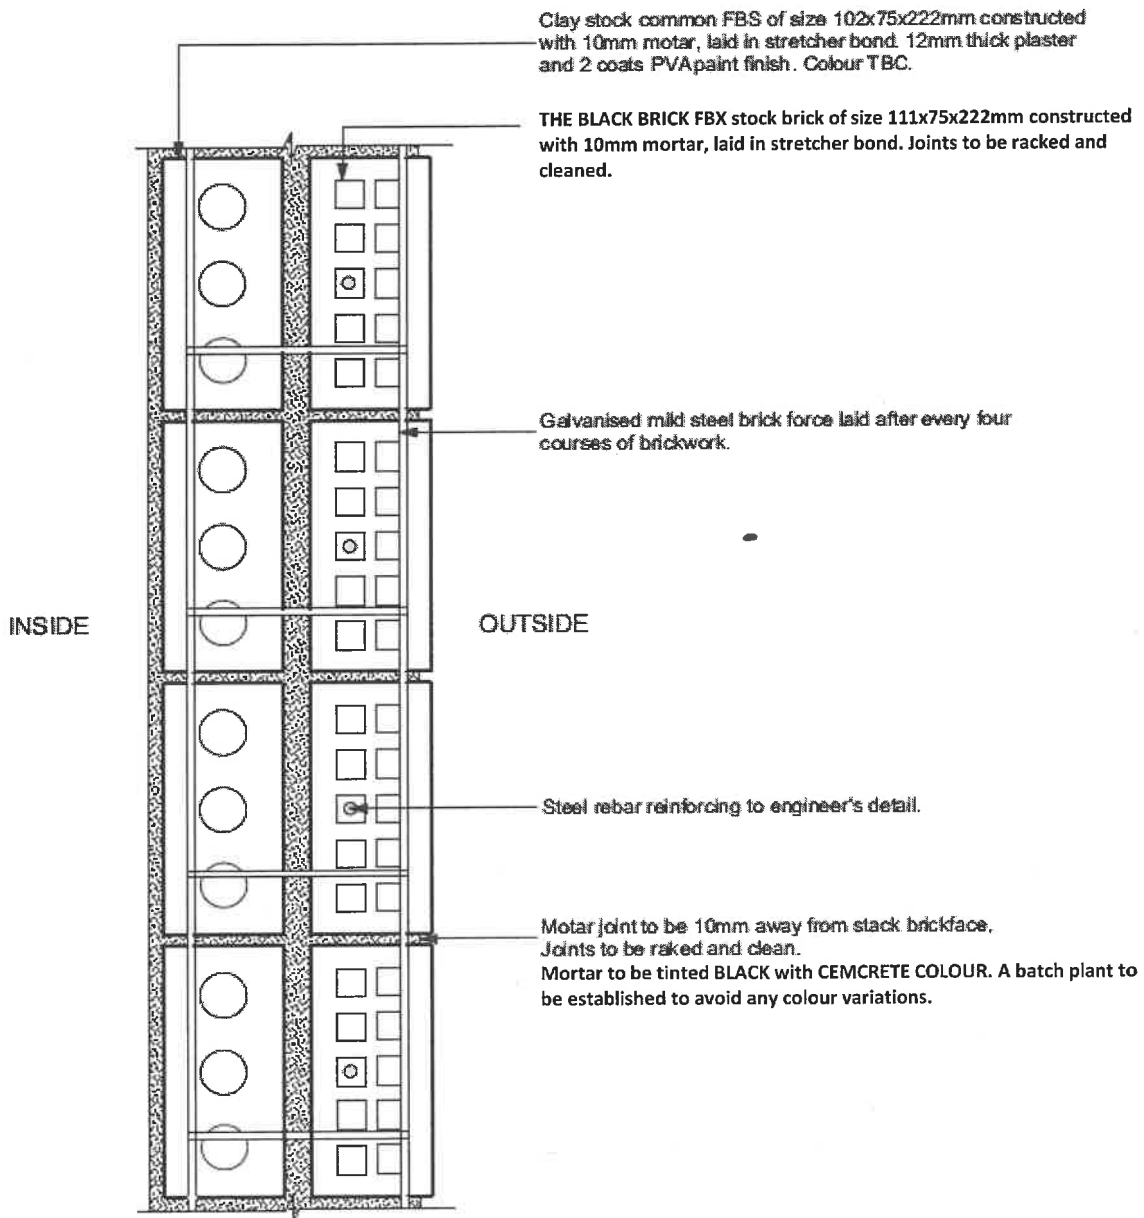 Clay stock common FBS of size 102x75x222mm constructed
with 10mm motar, laid in stretcher bond. 12mm thick plaster
and 2 coats PVA paint finish. Colour TBC.
THE BLACK BRICK FBX stock brick of size 111x75x222mm constructed
with 10mm mortar, laid in stretcher bond. Joints to be racked and
cleaned.
Galvanised mild steel brick force laid after every four
courses of brickwork.
INSIDE
OUTSIDE
Steel rebar reinforcing to engineer's detail.
Motar joint to be 10mm away from stack brickface,
Joints to be raked and clean.
Mortar to be tinted BLACK with CEMCRETE COLOUR. A batch plant to
be established to avoid any colour variations.